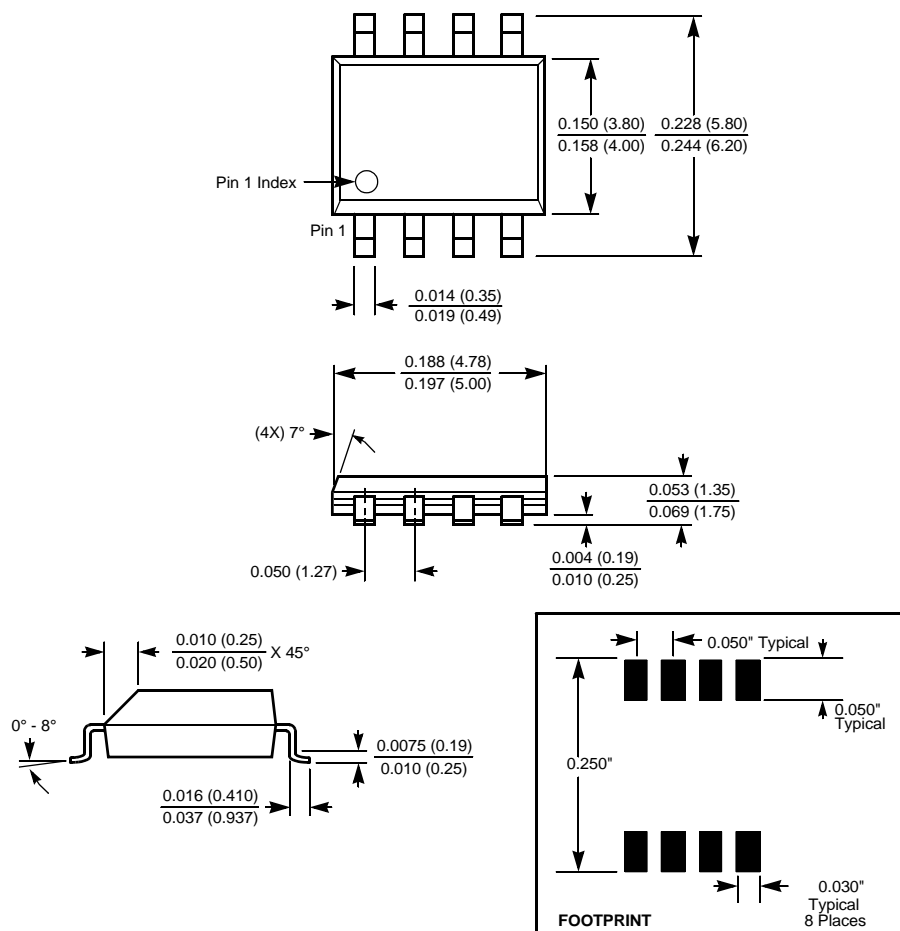 0.150 (3.80)
0.158 (4.00)
0.228 (5.80)
0.244 (6.20)
Pin 1 Index
Pin 1
0.014 (0.35)
0.019 (0.49)
0.188 (4.78)
0.197 (5.00)
(4X) 7°
0.053 (1.35)
0.069 (1.75)
0.050 (1.27)
0.004 (0.19)
0.010 (0.25)
0.010 (0.25)
0.020 (0.50)
X 45°
0° - 8°
0.0075 (0.19)
0.010 (0.25)
0.016 (0.410)
0.037 (0.937)
0.050" Typical
0.050"
Typical
0.250"
0.030"
Typical
8 Places
FOOTPRINT